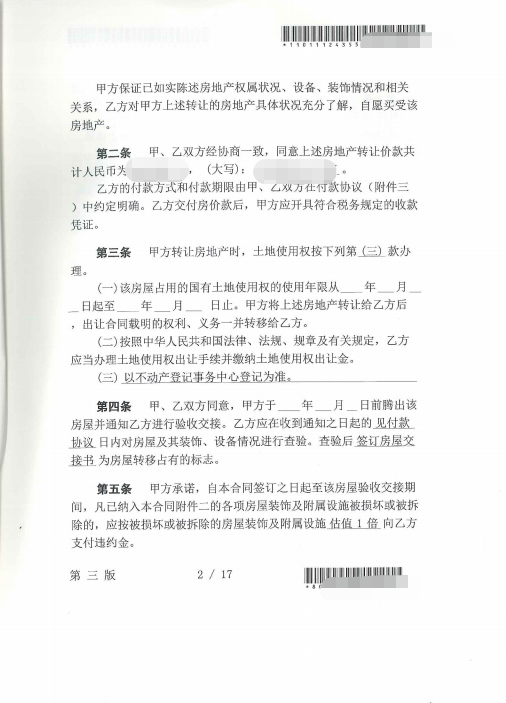 *11011124353
甲方保证已如实陈述房地产权属状况、设备、装饰情况和相关
关系，乙方对甲方上述转让的房地产具体状况充分了解，自愿买受该
房地产。
第二条 甲、乙双方经协商一致，同意上述房地产转让价款共
计人民币为 ，（大写）： 。
乙方的付款方式和付款期限由甲、乙双方在付款协议（附件三
）中约定明确。乙方交付房价款后，甲方应开具符合税务规定的收款
凭证。
第三条 甲方转让房地产时，土地使用权按下列第 (三) 款办
理。
(一)该房屋占用的国有土地使用权的使用年限从____年___月__
__日起至 ___年___月___ 日止。甲方将上述房地产转让给乙方后
，出让合同载明的权利、义务一并转移给乙方。
(二)按照中华人民共和国法律、法规、规章及有关规定，乙方
应当办理土地使用权出让手续并缴纳土地使用权出让金。
(三) 以不动产登记事务中心登记为准。
第四条 甲、乙双方同意，甲方于____年___月__日前腾出该
房屋并通知乙方进行验收交接。乙方应在收到通知之日起的 见付款
协议 日内对房屋及其装饰、设备情况进行查验。查验后 签订房屋交
接书 为房屋转移占有的标志。
第五条 甲方承诺，自本合同签订之日起至该房屋验收交接期
间，凡已纳入本合同附件二的各项房屋装饰及附属设施被损坏或被拆
除的，应按被损坏或被拆除的房屋装饰及附属设施 估值 1 倍 向乙方
支付违约金。
第 三 版 2 / 17